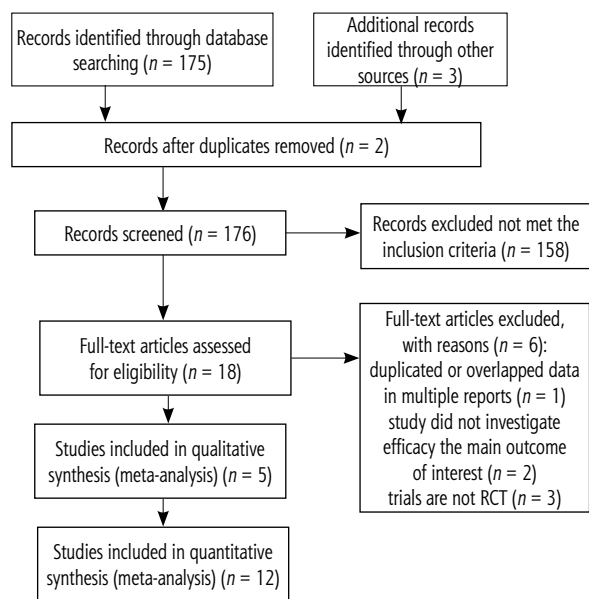 Records identified through database
searching (n = 175)
Additional records
identified through other
sources (n = 3)
Records after duplicates removed (n = 2)
Records screened (n = 176)
Records excluded not met the
inclusion criteria (n = 158)
Full-text articles assessed
for eligibility (n = 18)
Full-text articles excluded,
with reasons (n = 6):
duplicated or overlapped data
in multiple reports (n = 1)
study did not investigate
efficacy the main outcome
of interest (n = 2)
trials are not RCT (n = 3)
Studies included in qualitative
synthesis (meta-analysis) (n = 5)
Studies included in quantitative
synthesis (meta-analysis) (n = 12)